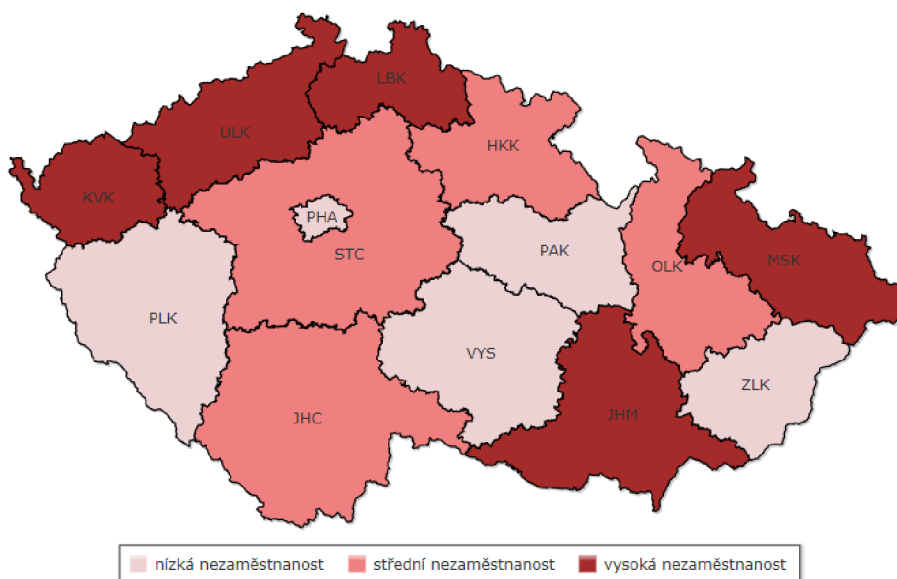 LBK
ULK
HKK
KVK
PHA
STC
PAK
OLK
MSK
PLK
VYS
ZLK
JHC
JHM
nízká nezaměstnanost střední nezaměstnanost vysoká nezaměstnanost